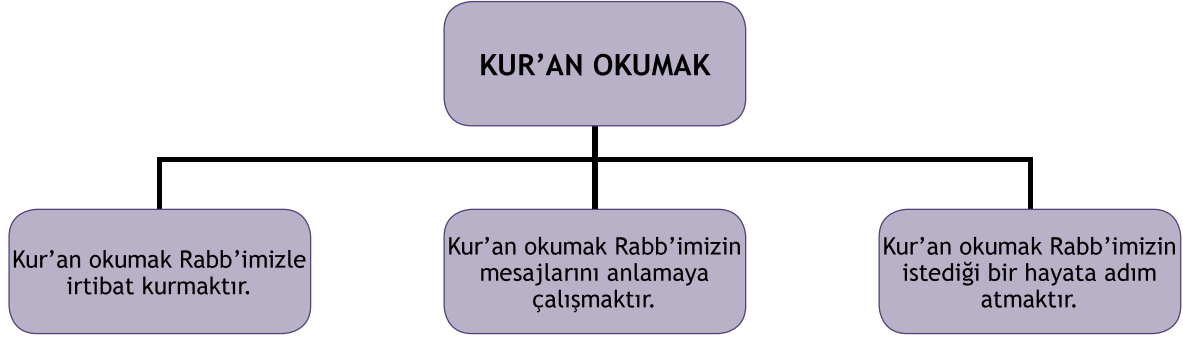 KUR’AN OKUMAK
Kur’an okumak Rabb’imizle
irtibat kurmaktır.
Kur’an okumak Rabb’imizin
mesajlarını anlamaya
çalışmaktır.
Kur’an okumak Rabb’imizin
istediği bir hayata adım
atmaktır.